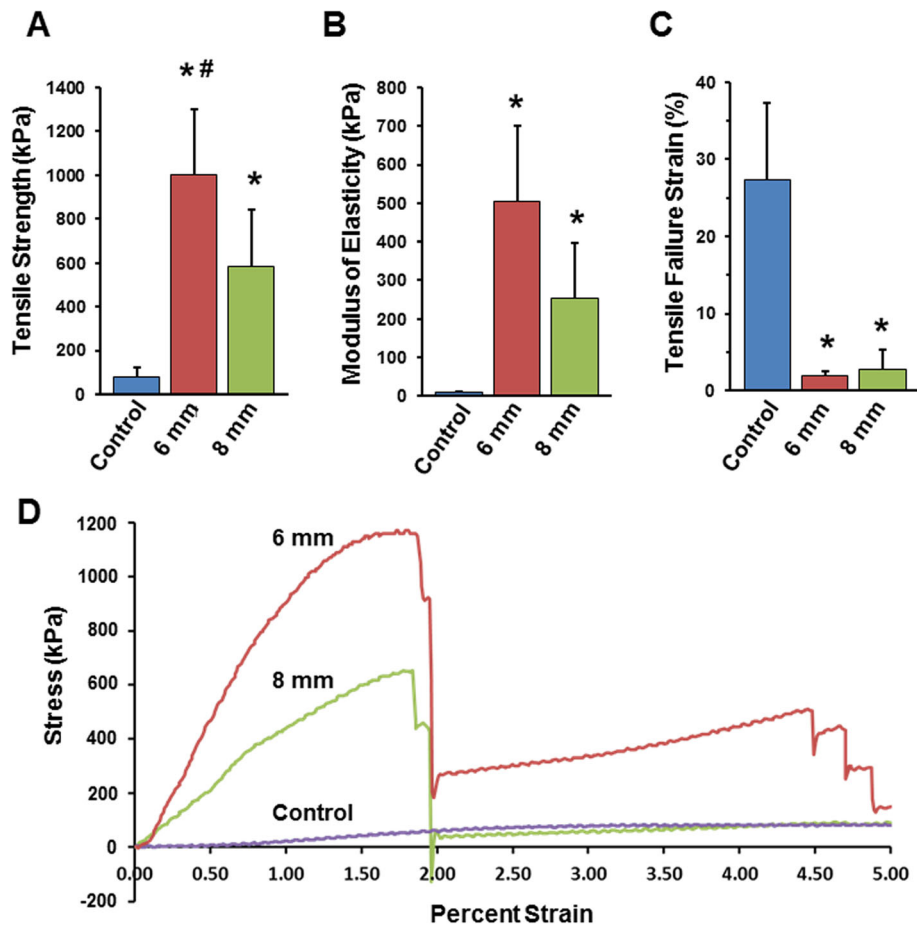 A
Tensile Strength (kPa)
1400
1200
1000
800
600
400
200
0
* #
*
Control
6 mm
8 mm
B
Modulus of Elasticity (kPa)
800
700
600
500
400
300
200
100
0
*
*
Control
6 mm
8 mm
C
Tensile Failure Strain (%)
40
30
20
10
0
*
*
Control
6 mm
8 mm
D
Stress (kPa)
1200
1000
800
600
400
200
0
-200
6 mm
8 mm
Control
0.00 0.50 1.00 1.50 2.00 2.50 3.00 3.50 4.00 4.50 5.00
Percent Strain